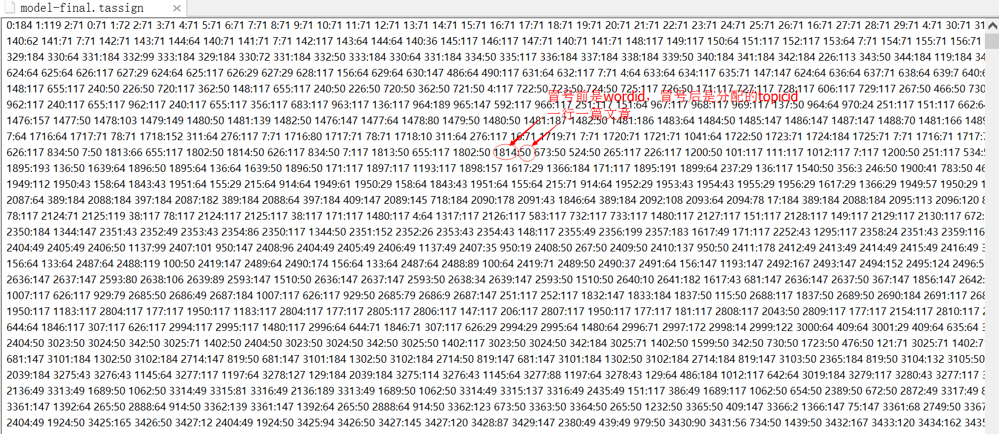 model-final.tassign
0:184 1:119 2:71 0:71 1:72 2:71 3:71 4:71 5:71 6:71 7:71 8:71 9:71 10:71 11:71 12:71 13:71 14:71 15:71 16:71 17:71 18:71 19:71 20:71 21:71 22:71 23:71 24:71 25:71 26:71 16:71 27:71 28:71 29:71 4:71 30:71 31
140:62 141:71 7:71 142:71 143:71 144:64 140:71 141:71 7:71 142:117 143:64 144:64 140:36 145:117 146:117 147:71 140:71 141:71 148:117 149:117 150:64 151:117 152:117 153:64 7:71 154:71 155:71 156:71
329:184 330:64 331:184 332:99 333:184 329:184 330:72 331:184 332:50 333:184 330:64 331:184 334:50 335:117 336:184 337:184 338:184 339:50 340:184 341:184 342:184 226:113 343:50 344:184 119:184 34
624:64 625:64 626:117 627:29 624:64 625:117 626:29 627:29 628:117 156:64 629:64 630:147 486:64 490:117 631:64 632:117 7:71 4:64 633:64 634:117 635:71 147:147 624:64 636:64 637:71 638:64 639:7 640:6
148:117 655:117 240:50 226:50 720:117 362:50 148:117 655:117 240:50 226:50 720:50 362:50 721:50 4:117 722:50 723:50 724:50 725:117 726:50 171:117 727:117 728:117 606:117 729:117 267:50 466:50 730
冒号前是wordid，冒号后是分配的topicid
962:117 240:117 655:117 962:117 240:117 655:117 356:117 683:117 963:117 136:117 964:189 965:147 592:117 966:117 251:117 151:64 967:117 968:117 969:117 137:50 964:64 970:24 251:117 151:117 662:64
一行一篇文章
1476:157 1477:50 1478:103 1479:149 1480:50 1481:139 1482:50 1476:147 1477:64 1478:80 1479:50 1480:50 1481:187 1482:50 1481:186 1483:64 1484:50 1485:147 1486:147 1487:147 1488:70 1481:166 1489
7:64 1716:64 1717:71 78:71 1718:152 311:64 276:117 7:71 1716:80 1717:71 78:71 1718:10 311:64 276:117 16:71 1719:71 7:71 1720:71 1721:71 1041:64 1722:50 1723:71 1724:184 1725:71 7:71 1716:71 1717:7
626:117 834:50 7:50 1813:66 655:117 1802:50 1814:50 626:117 834:50 7:117 1813:50 655:117 1802:50 1814:50 673:50 524:50 265:117 226:117 1200:50 101:117 111:117 1012:117 7:117 1200:50 251:117 534:5
1895:193 136:50 1639:64 1896:50 1895:64 136:64 1639:50 1896:50 171:117 1897:117 1193:117 1898:157 1617:29 1366:184 171:117 1895:191 1899:64 237:29 136:117 1540:50 356:3 246:50 1900:41 783:50 46
1949:112 1950:43 158:64 1843:43 1951:64 155:29 215:64 914:64 1949:61 1950:29 158:64 1843:43 1951:64 155:64 215:71 914:64 1952:29 1953:43 1954:43 1955:29 1956:29 1617:29 1366:29 1949:57 1950:29 1
2087:64 389:184 2088:184 397:184 2087:182 389:184 2088:64 397:184 409:147 2089:145 718:184 2090:178 2091:43 1846:64 389:184 2092:108 2093:64 2094:78 17:184 389:184 2088:184 2095:113 2096:120 8
78:117 2124:71 2125:119 38:117 78:117 2124:117 2125:117 38:117 171:117 1480:117 4:64 1317:117 2126:117 583:117 732:117 733:117 1480:117 2127:117 151:117 2128:117 149:117 2129:117 2130:117 672:
2350:184 1344:147 2351:43 2352:49 2353:43 2354:86 2350:117 1344:50 2351:152 2352:26 2353:43 2354:43 148:117 2355:49 2356:199 2357:183 1617:49 171:117 2252:43 1295:117 2358:24 2351:43 2359:116
2404:49 2405:49 2406:50 1137:99 2407:101 950:147 2408:96 2404:49 2405:49 2406:49 1137:49 2407:35 950:19 2408:50 267:50 2409:50 2410:137 950:50 2411:178 2412:49 2413:49 2414:49 2415:49 2416:49 3
156:64 133:64 2487:64 2488:119 100:50 2419:147 2489:64 2490:174 156:64 133:64 2487:64 2488:89 100:64 2419:71 2489:50 2490:37 2491:64 156:147 1193:147 2492:167 2493:147 2494:152 2495:124 2496:50
2636:147 2637:147 2593:80 2638:106 2639:89 2593:147 1510:50 2636:147 2637:147 2593:50 2638:34 2639:147 2593:50 1510:50 2640:10 2641:182 1617:43 681:147 2636:147 2637:50 367:147 1856:147 2642:
1007:117 626:117 929:79 2685:50 2686:49 2687:184 1007:117 626:117 929:50 2685:79 2686:9 2687:147 251:117 252:117 1832:147 1833:184 1837:50 115:50 2688:117 1837:50 2689:50 2690:184 2691:117 268
1950:117 1183:117 2804:117 177:117 1950:117 1183:117 2804:117 177:117 2805:117 2806:117 147:117 206:117 2807:117 1950:117 177:117 181:117 2808:117 2043:50 2809:117 177:117 2154:117 2810:117 2
644:64 1846:117 307:117 626:117 2994:117 2995:117 1480:117 2996:64 644:71 1846:71 307:117 626:29 2994:29 2995:64 1480:64 2996:71 2997:172 2998:14 2999:122 3000:64 409:64 3001:29 409:64 635:64 3
2404:50 3023:50 3024:50 342:50 3025:71 1402:50 2404:50 3023:50 3024:50 342:50 3025:50 1402:117 3023:50 3024:50 342:184 3025:71 1402:50 1599:50 342:50 730:50 1723:50 476:50 121:71 3025:71 1402:7
681:147 3101:184 1302:50 3102:184 2714:147 819:50 681:147 3101:184 1302:50 3102:184 2714:50 819:147 681:147 3101:184 1302:50 3102:184 2714:184 819:147 3103:50 2365:184 819:50 3104:132 3105:50
2039:184 3275:43 3276:43 1145:64 3277:117 1197:64 3278:127 129:184 2039:184 3275:114 3276:43 1145:64 3277:88 1197:64 3278:43 129:64 486:184 1012:117 642:64 3019:184 3279:117 3280:43 3277:117 3
2136:49 3313:49 1689:50 1062:50 3314:49 3315:81 3316:49 2136:189 3313:49 1689:50 1062:50 3314:49 3315:137 3316:49 2435:49 151:117 386:49 1689:117 1062:50 654:50 2389:50 672:50 2872:49 3317:49 8
3361:147 1392:64 265:50 2888:64 914:50 3362:139 3361:147 1392:64 265:50 2888:64 914:50 3362:123 673:50 3363:50 3364:50 265:50 1232:50 3365:50 409:147 3366:2 1366:147 75:147 3361:68 2749:50 3367
2404:49 1924:50 3425:165 3426:50 3427:12 2404:49 1924:50 3425:94 3426:50 3427:145 3427:120 3428:87 3429:147 2380:49 439:49 979:50 3430:90 3431:56 734:50 1439:50 3432:167 3433:120 3434:162 3435